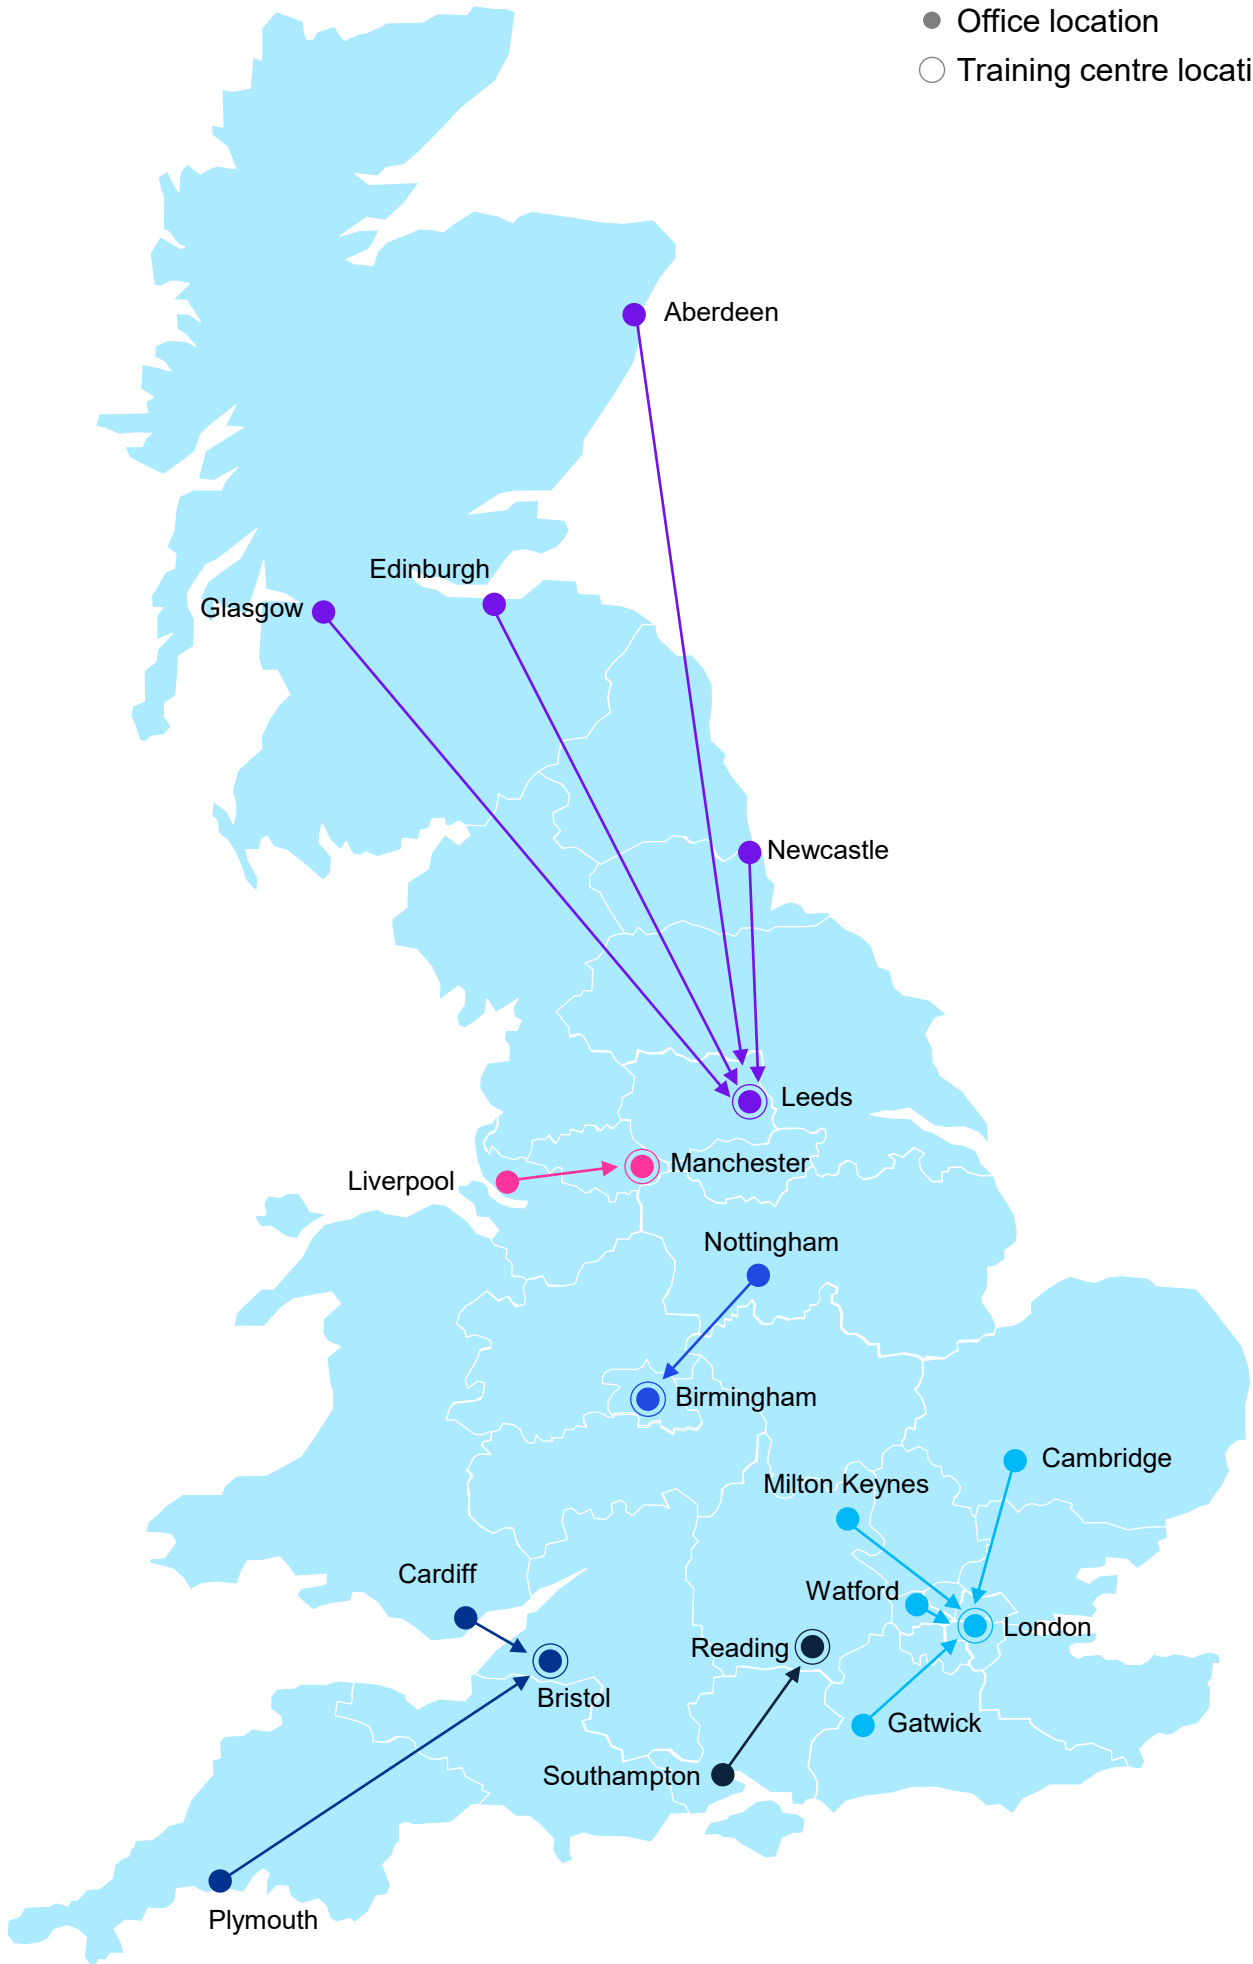 Office location
Training centre locati
Aberdeen
Edinburgh
Glasgow
Newcastle
Leeds
Manchester
Liverpool
Nottingham
Birmingham
Cambridge
Milton Keynes
Cardiff
Watford
London
Reading
Bristol
Gatwick
Southampton
Plymouth